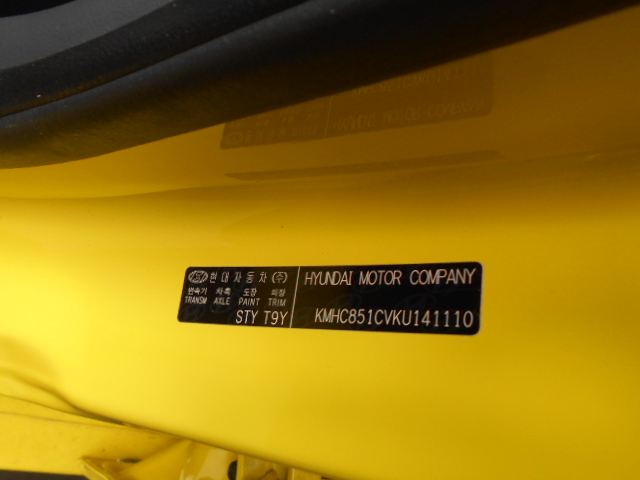 현대자동차(주)
변속기 차축 도장 의장
TRANSM AXLE PAINT TRIM
STY T9Y
HYUNDAI MOTOR COMPANY
KMHC851CVKU141110